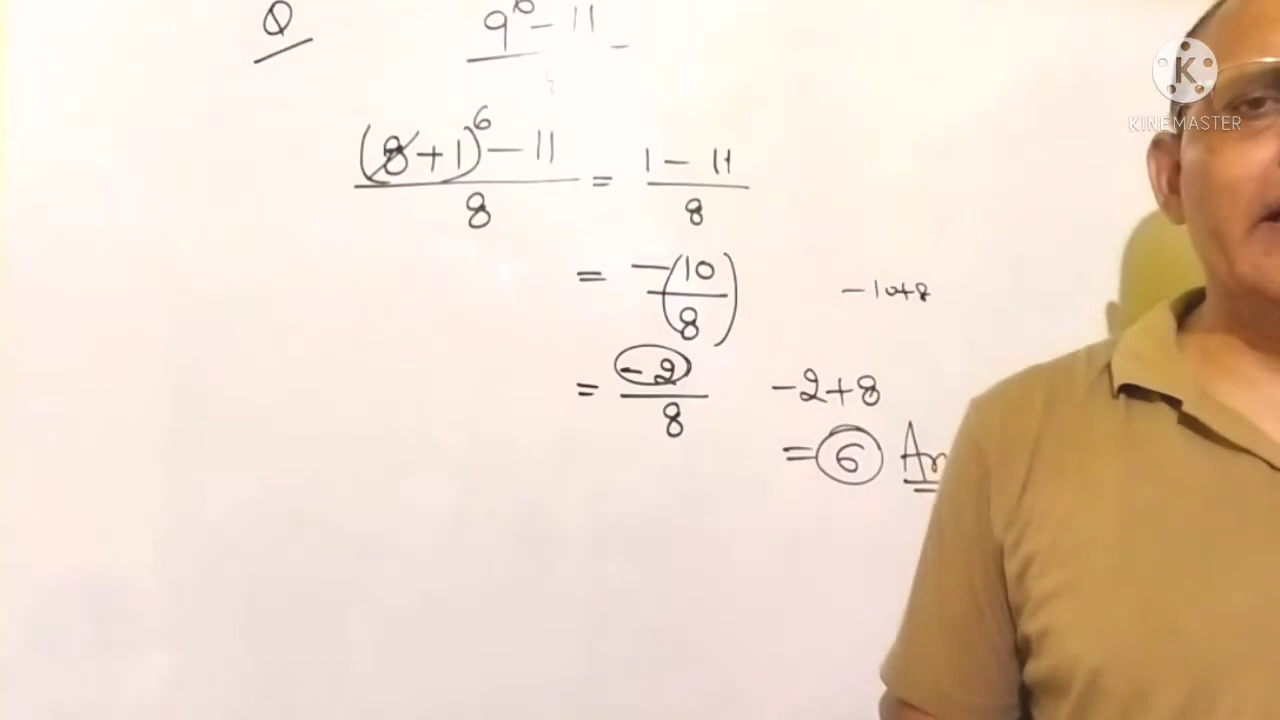 Q 9⁶ - 11
(8+1)⁶ - 11 / 8 = 1 - 11 / 8
= -(10/8) -10+8
= -2/8 -2+8
= 6
K
KINEMASTER